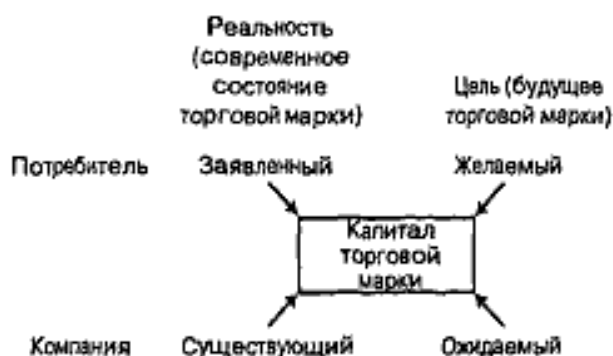 Реальность
(современное
состояние
торговой марки)
Цель (будущее
торговой марки)
Потребитель Заявленный Желаемый
Капитал
торговой
марки
Компания Существующий Ожидаемый